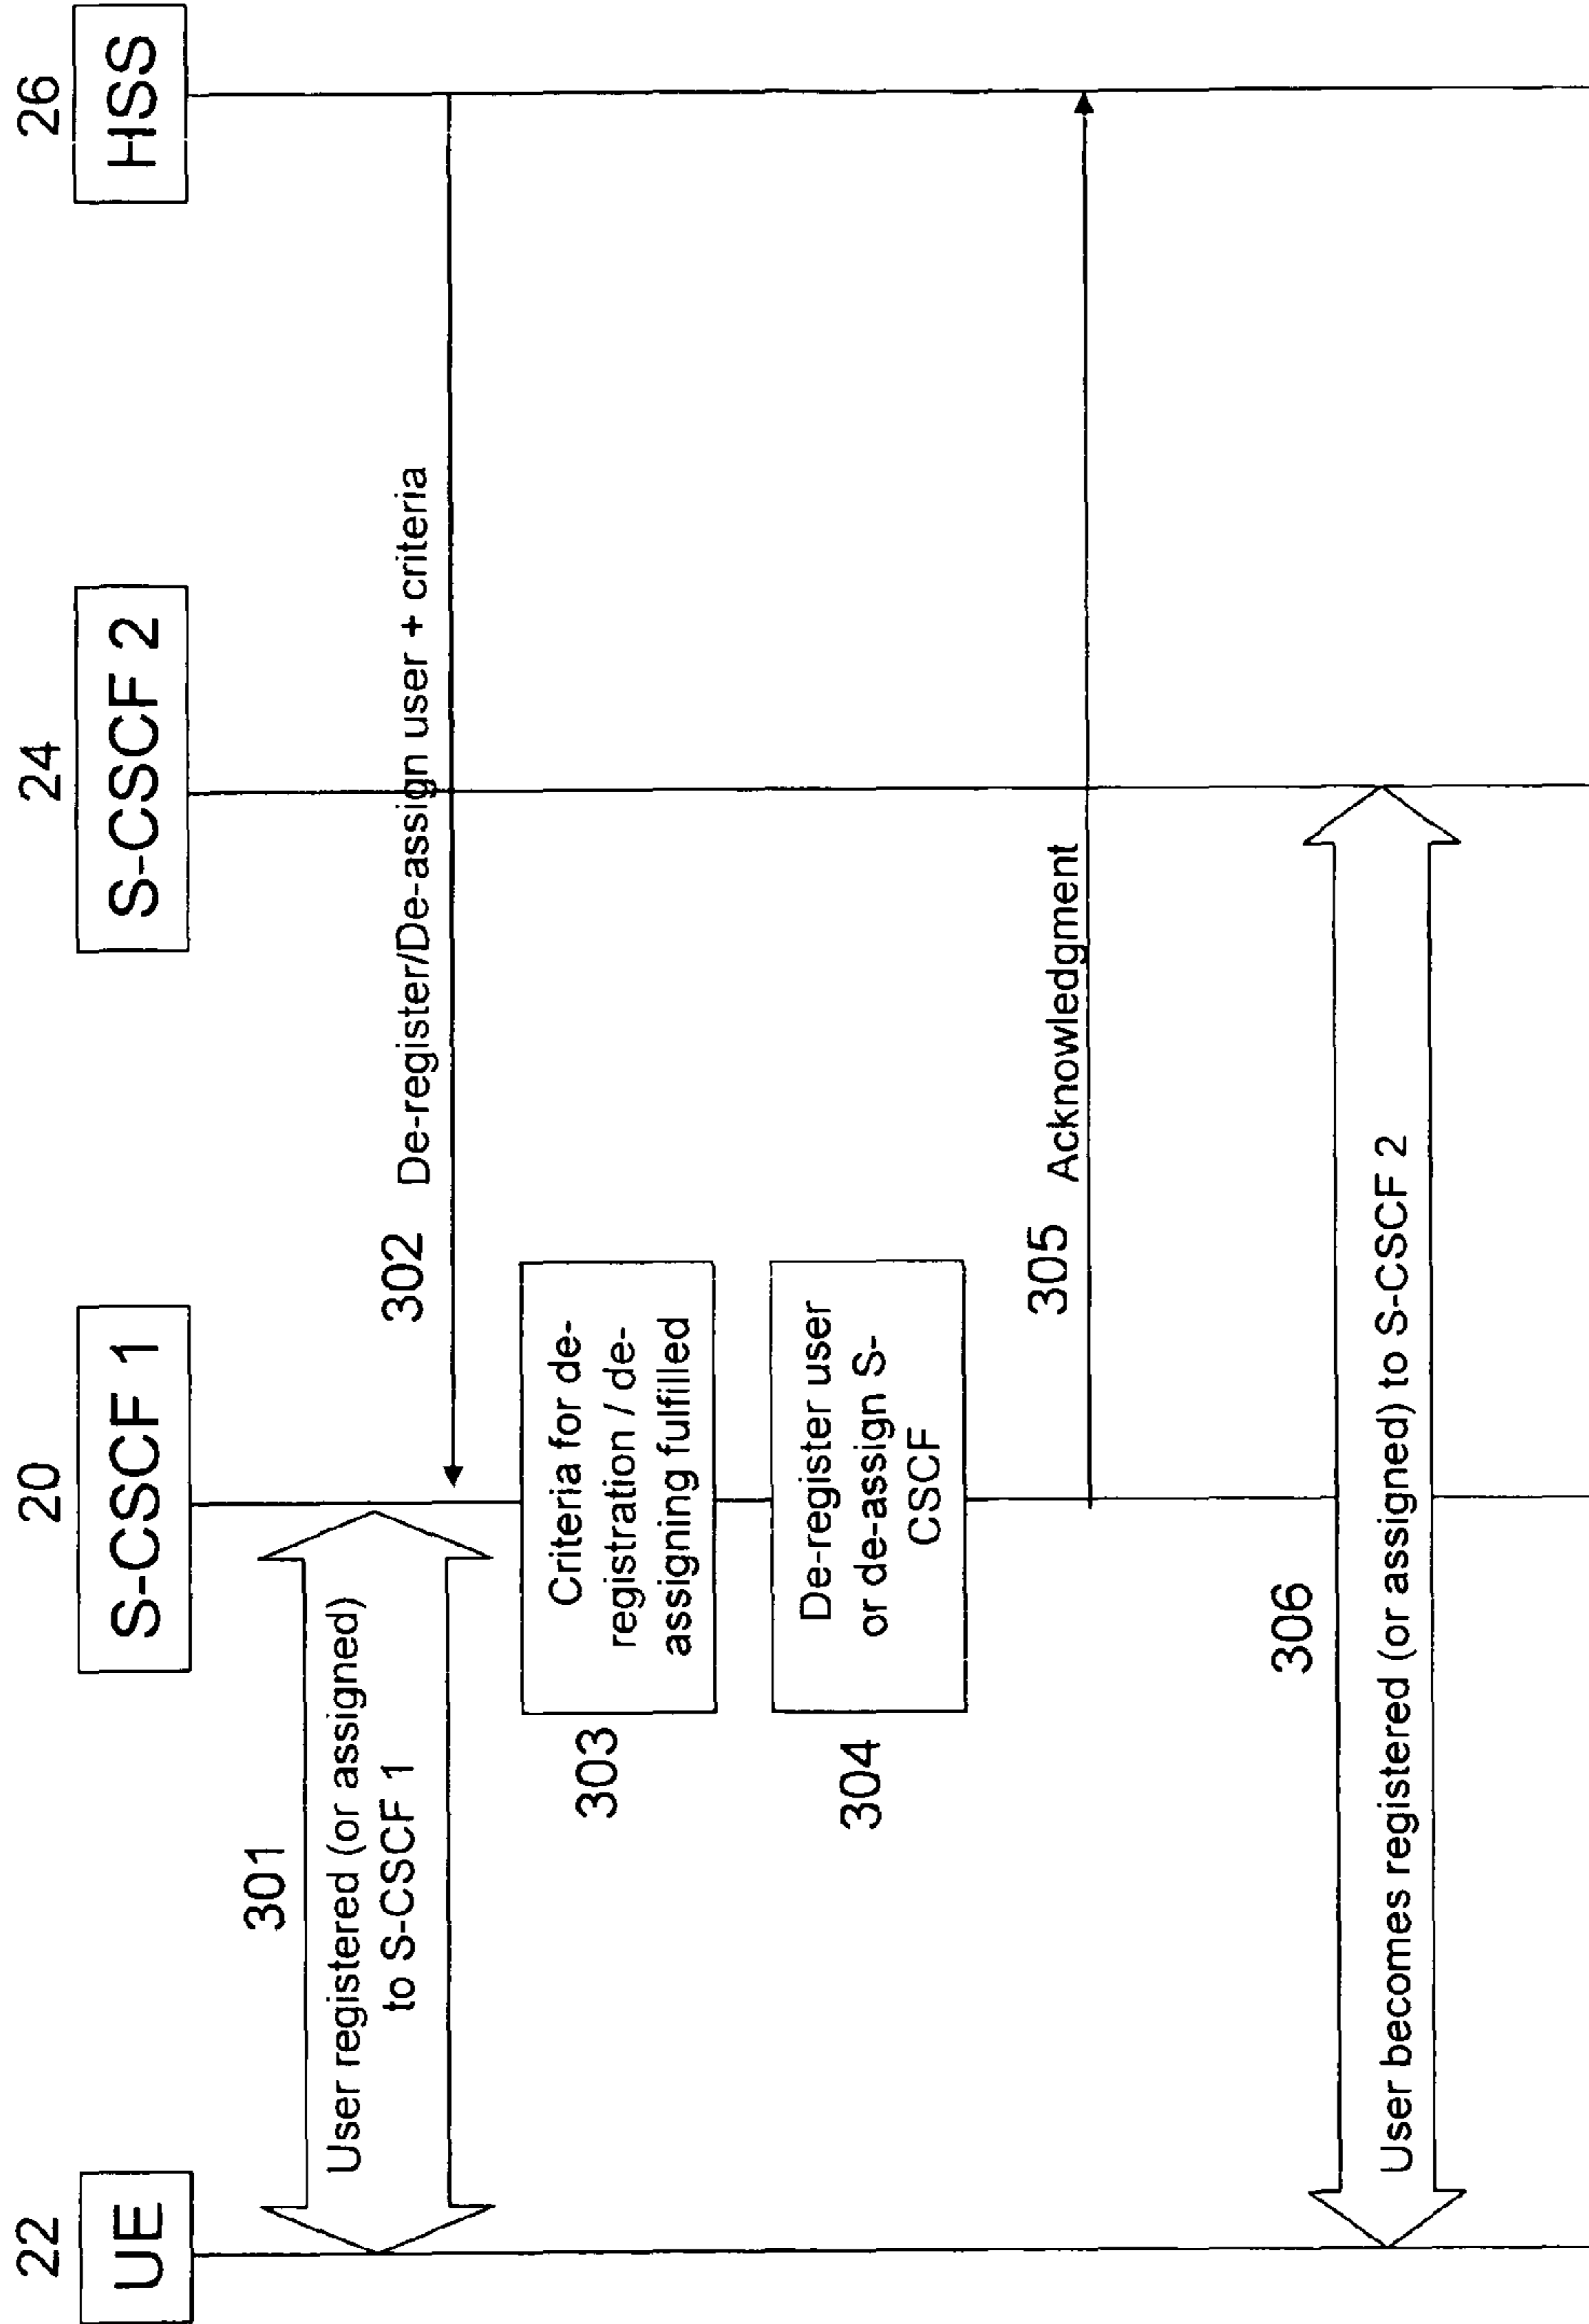 22
20
24
26
UE
S-CSCF 1
S-CSCF 2
HSS
301
User registered (or assigned)
to S-CSCF 1
302
De-register/De-assign user + criteria
303
Criteria for de-
registration / de-
assigning fulfilled
304
De-register user
or de-assign S-
CSCF
305
Acknowledgment
306
User becomes registered (or assigned) to S-CSCF 2